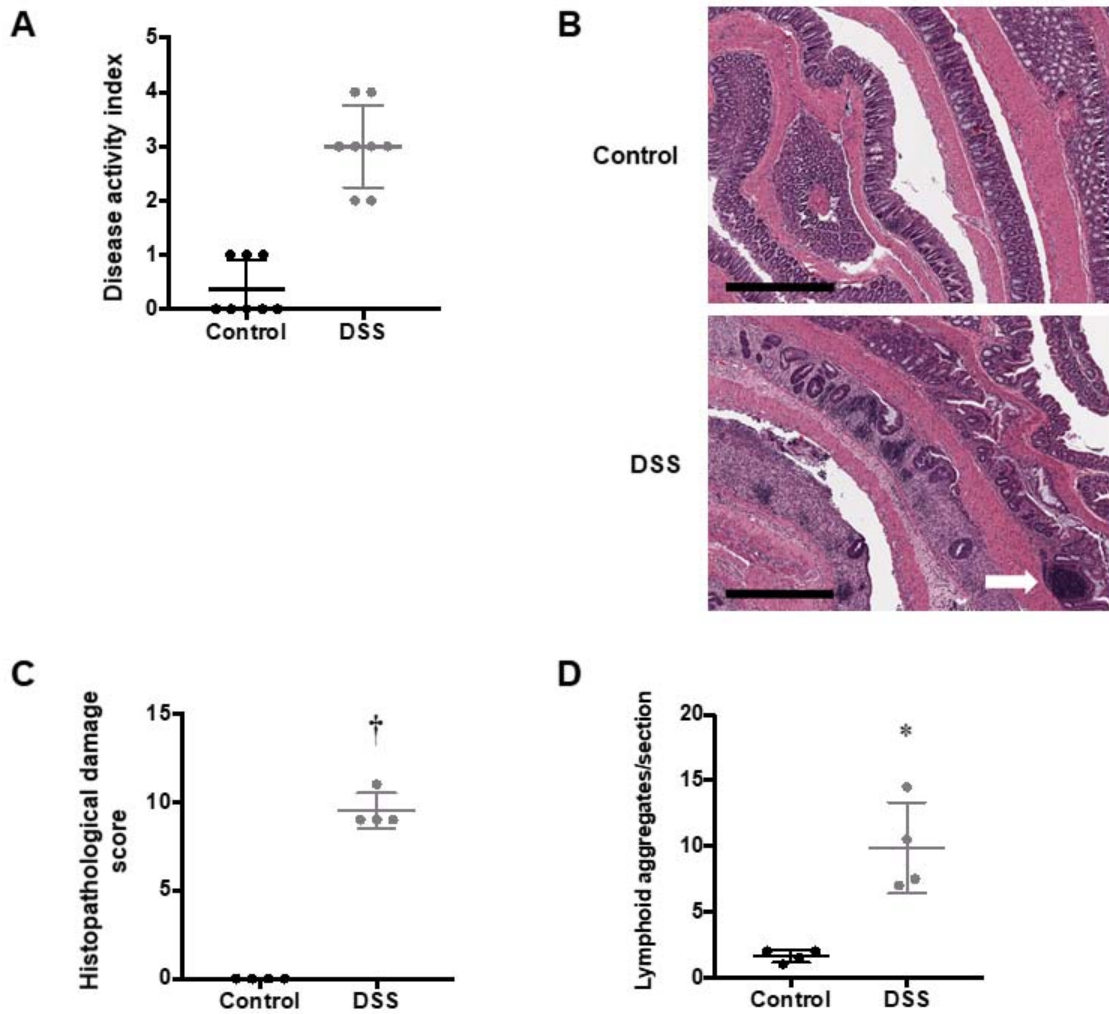 A
Disease activity index
5
4
3
2
1
0
Control
DSS
B
Control
DSS
C
Histopathological damage
score
15
10
5
0
†
Control
DSS
D
Lymphoid aggregates/section
20
15
10
5
0
*
Control
DSS